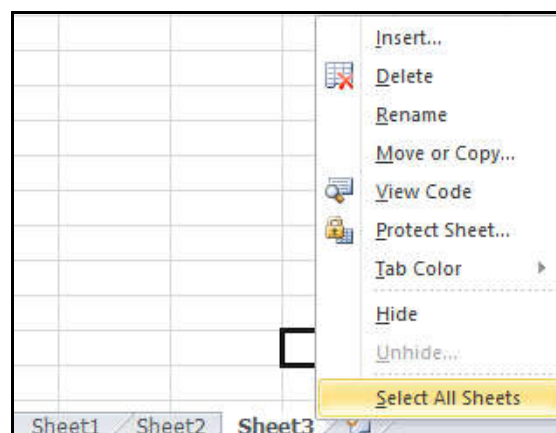 Insert...
Delete
Rename
Move or Copy...
View Code
Protect Sheet...
Tab Color
Hide
Unhide...
Select All Sheets
Sheet1 Sheet2 Sheet3